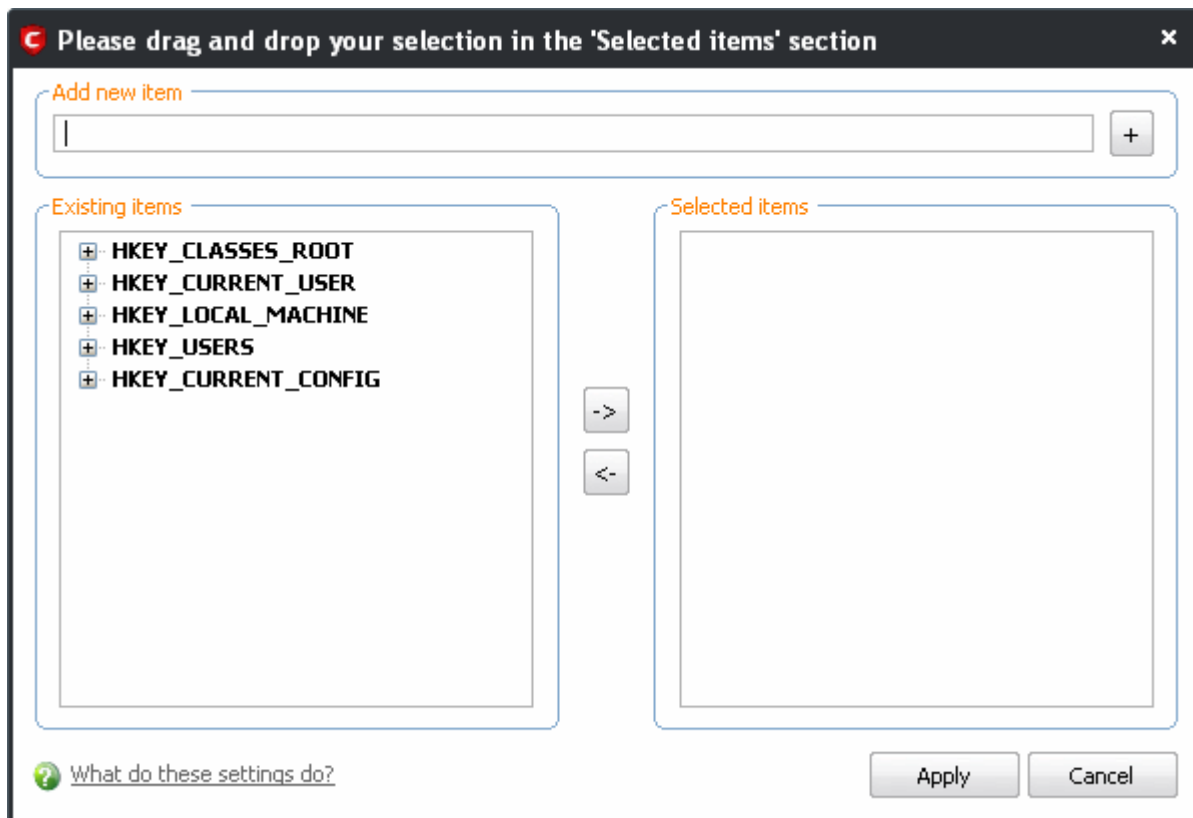 Please drag and drop your selection in the 'Selected items' section
Add new item
+
Existing items
HKEY_CLASSES_ROOT
HKEY_CURRENT_USER
HKEY_LOCAL_MACHINE
HKEY_USERS
HKEY_CURRENT_CONFIG
->
<-
Selected items
What do these settings do?
Apply
Cancel